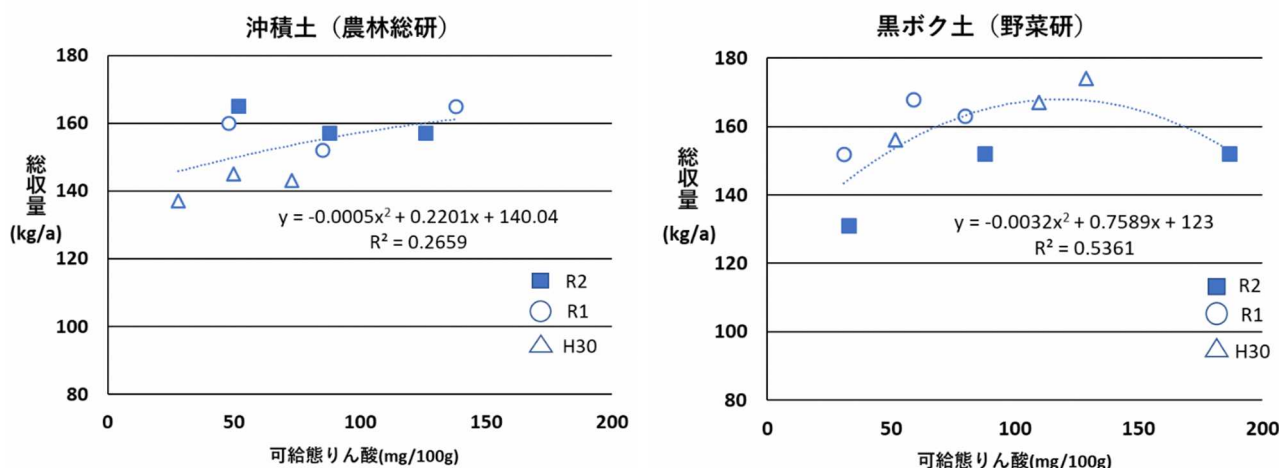 沖積土（農林総研）
180
160
140
120
100
80
総収量
(kg/a)
y = -0.0005x² + 0.2201x + 140.04
R² = 0.2659
R2
R1
H30
0 50 100 150 200
可給態りん酸(mg/100g)
黒ボク土（野菜研）
180
160
140
120
100
80
総収量
(kg/a)
y = -0.0032x² + 0.7589x + 123
R² = 0.5361
R2
R1
H30
0 50 100 150 200
可給態りん酸(mg/100g)